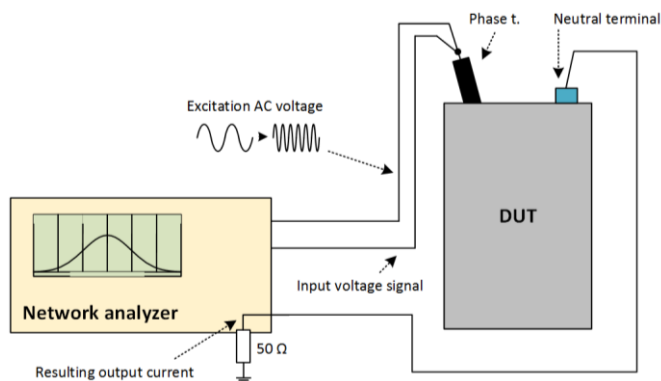 Phase t.
Neutral terminal
Excitation AC voltage
DUT
Input voltage signal
Network analyzer
50 Ω
Resulting output current